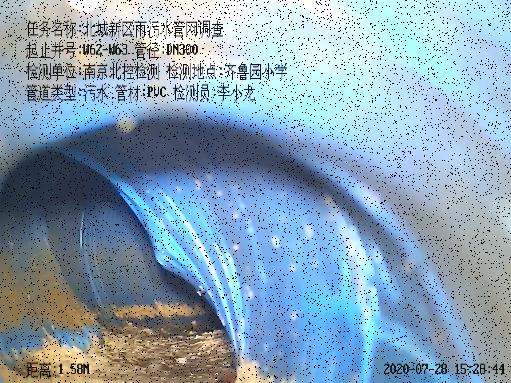 任务名称:北城新区雨污水管网调查
起止井号:W62-W63 管径:DN300
检测单位:南京北控检测 检测地点:齐鲁园小学
管道类型:污水 管材:PVC 检测员:李小龙
距离:1.58M 2020-07-28 15:28:44